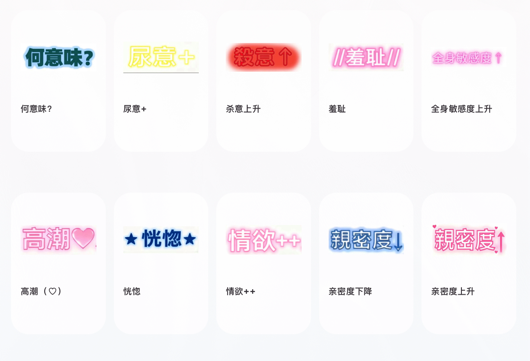 何意味?
尿意+
殺意↑
//羞耻//
全身敏感度↑
何意味?
尿意+
杀意上升
羞耻
全身敏感度上升
高潮♥
★恍惚★
情欲++
親密度↓
親密度↑
高潮（♡）
恍惚
情欲++
亲密度下降
亲密度上升